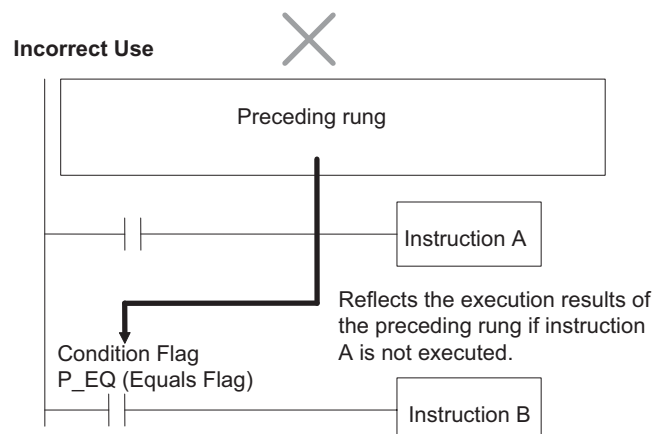 Incorrect Use
Preceding rung
Instruction A
Reflects the execution results of
the preceding rung if instruction
A is not executed.
Condition Flag
P_EQ (Equals Flag)
Instruction B